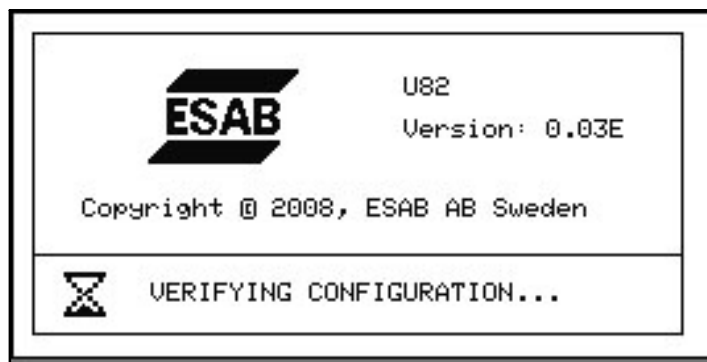 ESAB
U82
Version: 0.03E
Copyright © 2008, ESAB AB Sweden
VERIFYING CONFIGURATION...